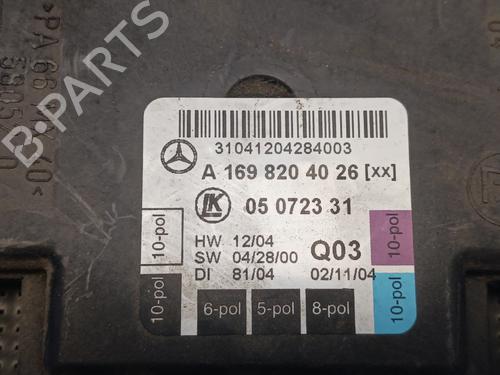 31041204284003
A 169 820 40 26 [xx]
LK
05 0723 31
HW 12/04
SW 04/28/00
DI 81/04
Q03
02/11/04
10-pol
10-pol
10-pol
10-pol
6-pol
5-pol
8-pol
B-PARTS